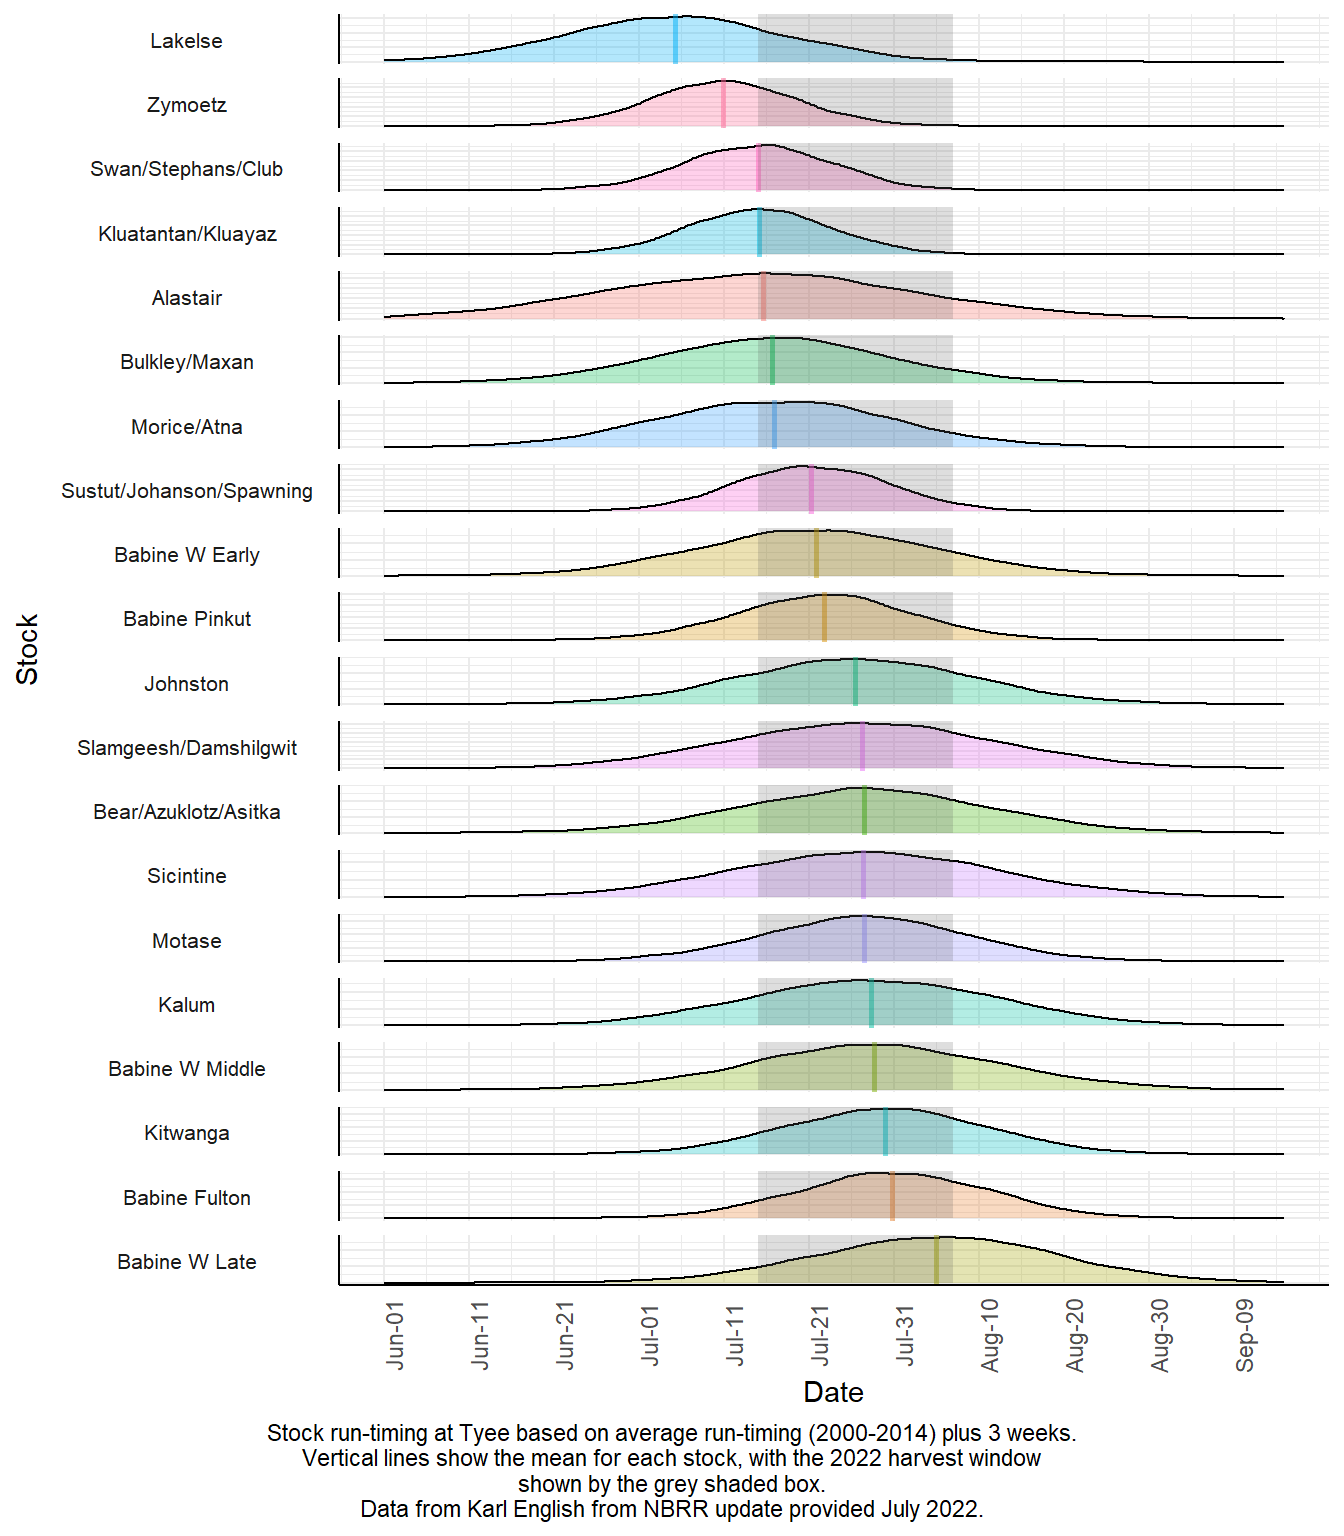 Lakelse
Zymoetz
Swan/Stephans/Club
Kluatantan/Kluayaz
Alastair
Bulkley/Maxan
Morice/Atna
Sustut/Johanson/Spawning
Babine W Early
Babine Pinkut
Johnston
Slamgeesh/Damshilgwit
Bear/Azuklotz/Asitka
Sicintine
Motase
Kalum
Babine W Middle
Kitwanga
Babine Fulton
Babine W Late
Stock
Jun-01
Jun-11
Jun-21
Jul-01
Jul-11
Jul-21
Jul-31
Aug-10
Aug-20
Aug-30
Sep-09
Date
Stock run-timing at Tyee based on average run-timing (2000-2014) plus 3 weeks.
Vertical lines show the mean for each stock, with the 2022 harvest window
shown by the grey shaded box.
Data from Karl English from NBRR update provided July 2022.